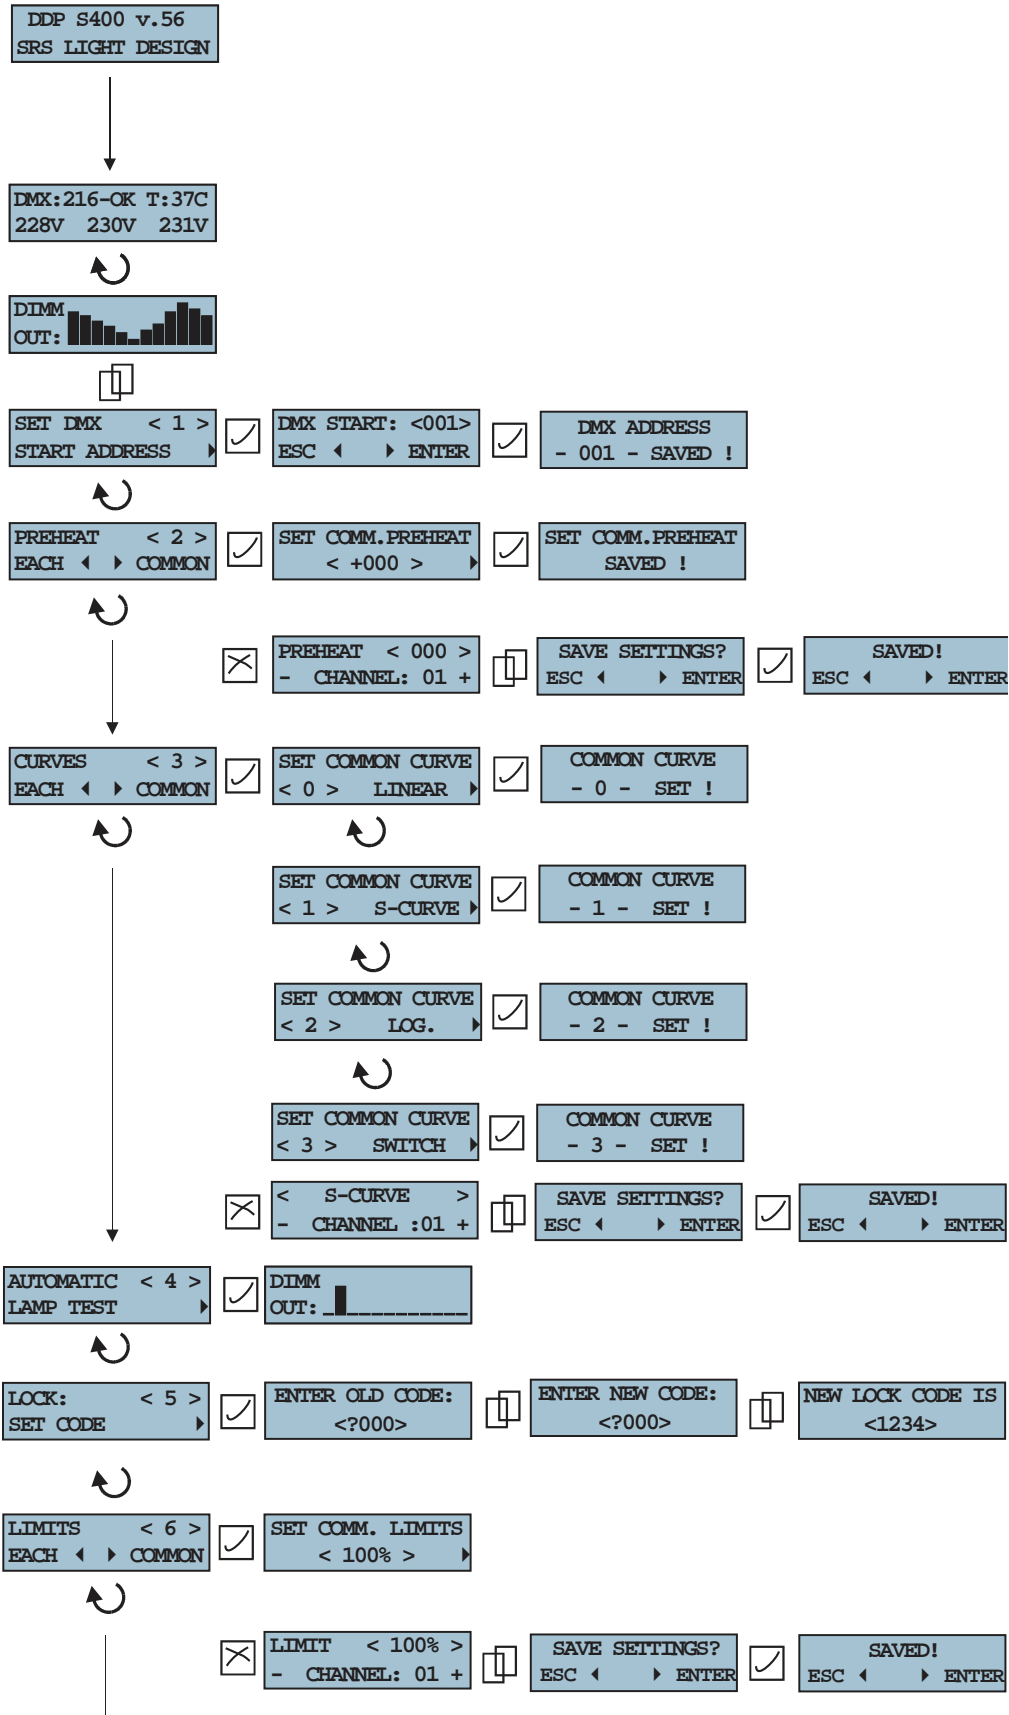 DDP S400 v.56
SRS LIGHT DESIGN
DMX:216-OK T:37C
228V 230V 231V
DIMM
OUT:
SET DMX < 1 >
START ADDRESS
DMX START: <001>
ESC ENTER
DMX ADDRESS
- 001 - SAVED !
PREHEAT < 2 >
EACH COMMON
SET COMM.PREHEAT
< +000 >
SET COMM.PREHEAT
SAVED !
PREHEAT < 000 >
- CHANNEL: 01 +
SAVE SETTINGS?
ESC ENTER
SAVED!
ESC ENTER
CURVES < 3 >
EACH COMMON
SET COMMON CURVE
< 0 > LINEAR
COMMON CURVE
- 0 - SET !
SET COMMON CURVE
< 1 > S-CURVE
COMMON CURVE
- 1 - SET !
SET COMMON CURVE
< 2 > LOG.
COMMON CURVE
- 2 - SET !
SET COMMON CURVE
< 3 > SWITCH
COMMON CURVE
- 3 - SET !
< S-CURVE >
- CHANNEL :01 +
SAVE SETTINGS?
ESC ENTER
SAVED!
ESC ENTER
AUTOMATIC < 4 >
LAMP TEST
DIMM
OUT:
LOCK: < 5 >
SET CODE
ENTER OLD CODE:
<?000>
ENTER NEW CODE:
<?000>
NEW LOCK CODE IS
<1234>
LIMITS < 6 >
EACH COMMON
SET COMM. LIMITS
< 100% >
LIMIT < 100% >
- CHANNEL: 01 +
SAVE SETTINGS?
ESC ENTER
SAVED!
ESC ENTER